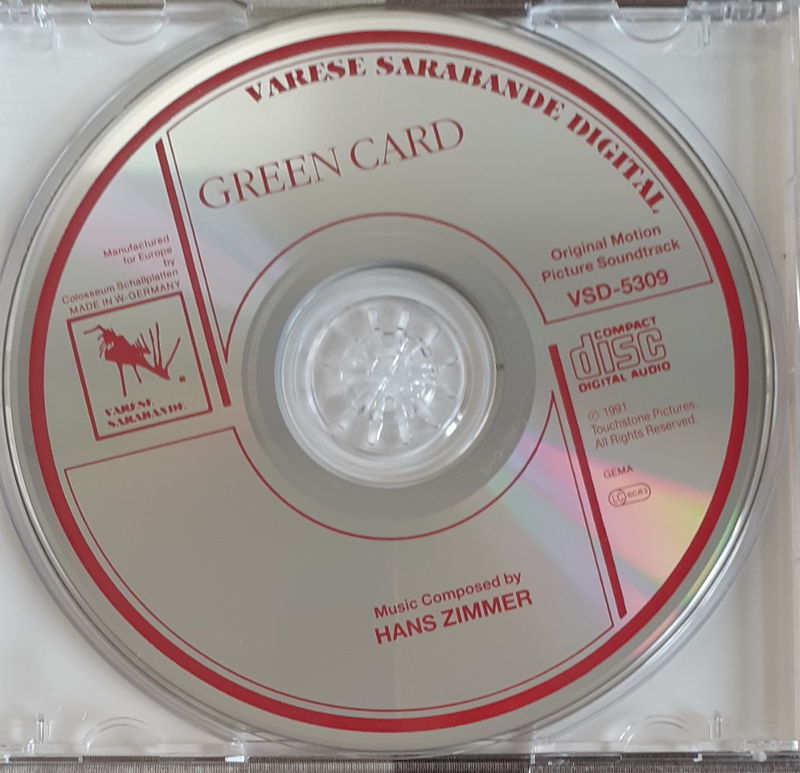 VARESE SARABANDE DIGITAL
GREEN CARD
Original Motion
Picture Soundtrack
VSD-5309
Manufactured
for Europe
by
Colosseum Schallplatten
MADE IN W-GERMANY
VARESE
SARABANDE
COMPACT
disc
DIGITAL AUDIO
Ⓟ 1991
Touchstone Pictures.
All Rights Reserved.
GEMA
LC 6083
Music Composed by
HANS ZIMMER